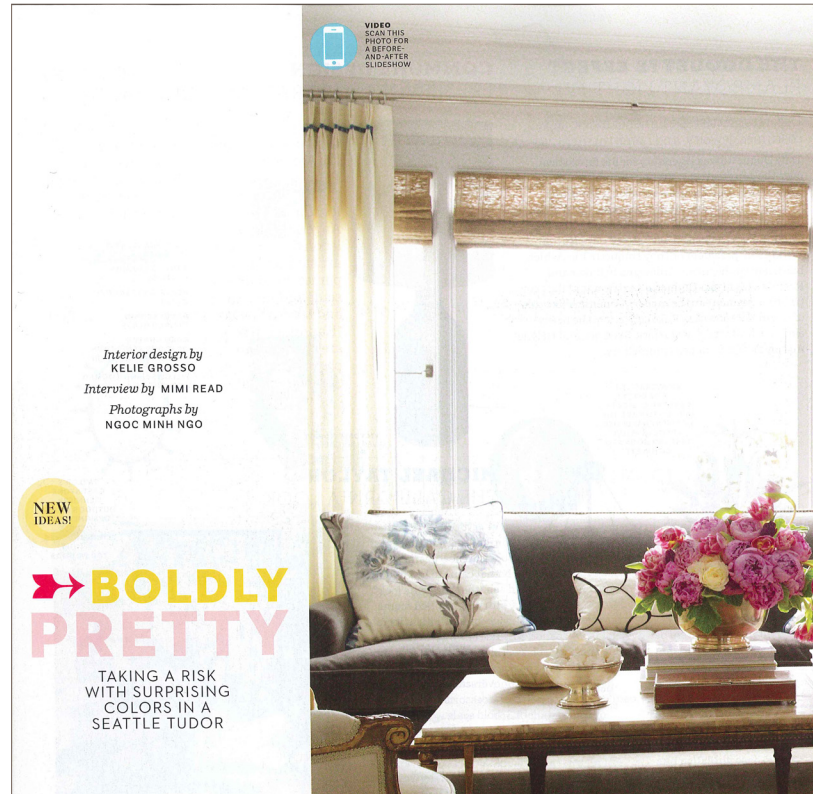 VIDEO
SCAN THIS
PHOTO FOR
A BEFORE-
AND-AFTER
SLIDESHOW
Interior design by
KELIE GROSSO
Interview by MIMI READ
Photographs by
NGOC MINH NGO
NEW
IDEAS!
BOLDLY
PRETTY
TAKING A RISK
WITH SURPRISING
COLORS IN A
SEATTLE TUDOR